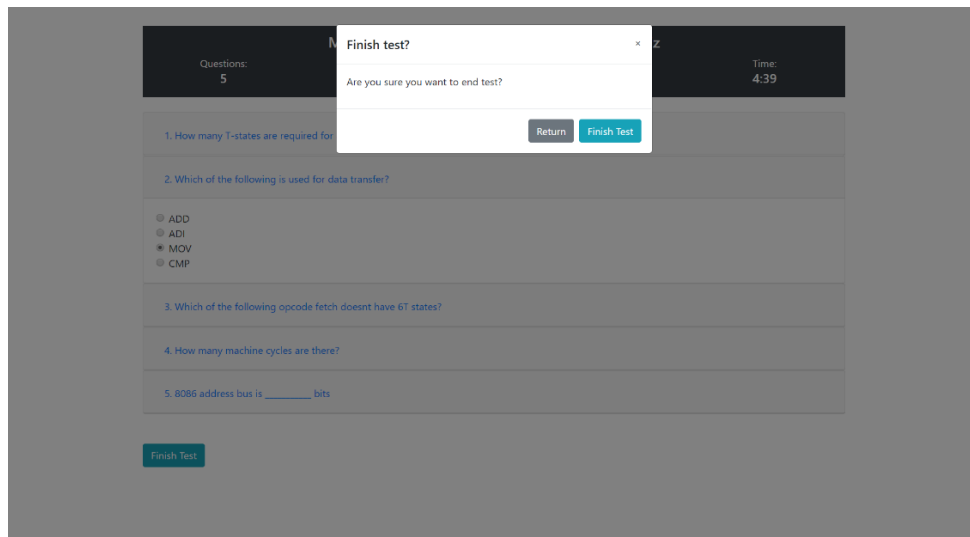 Finish test?
×
Questions:
5
Time:
4:39
Are you sure you want to end test?
Return
Finish Test
1. How many T-states are required for
2. Which of the following is used for data transfer?
ADD
ADI
MOV
CMP
3. Which of the following opcode fetch doesnt have 6T states?
4. How many machine cycles are there?
5. 8086 address bus is _________ bits
Finish Test